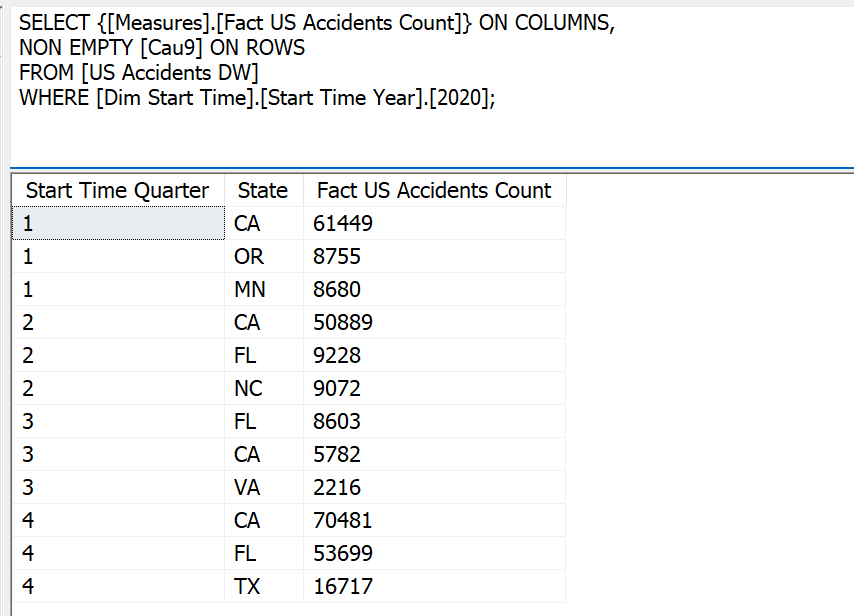 SELECT {[Measures].[Fact US Accidents Count]} ON COLUMNS,
NON EMPTY [Cau9] ON ROWS
FROM [US Accidents DW]
WHERE [Dim Start Time].[Start Time Year].[2020];
Start Time Quarter State Fact US Accidents Count
1 CA 61449
1 OR 8755
1 MN 8680
2 CA 50889
2 FL 9228
2 NC 9072
3 FL 8603
3 CA 5782
3 VA 2216
4 CA 70481
4 FL 53699
4 TX 16717